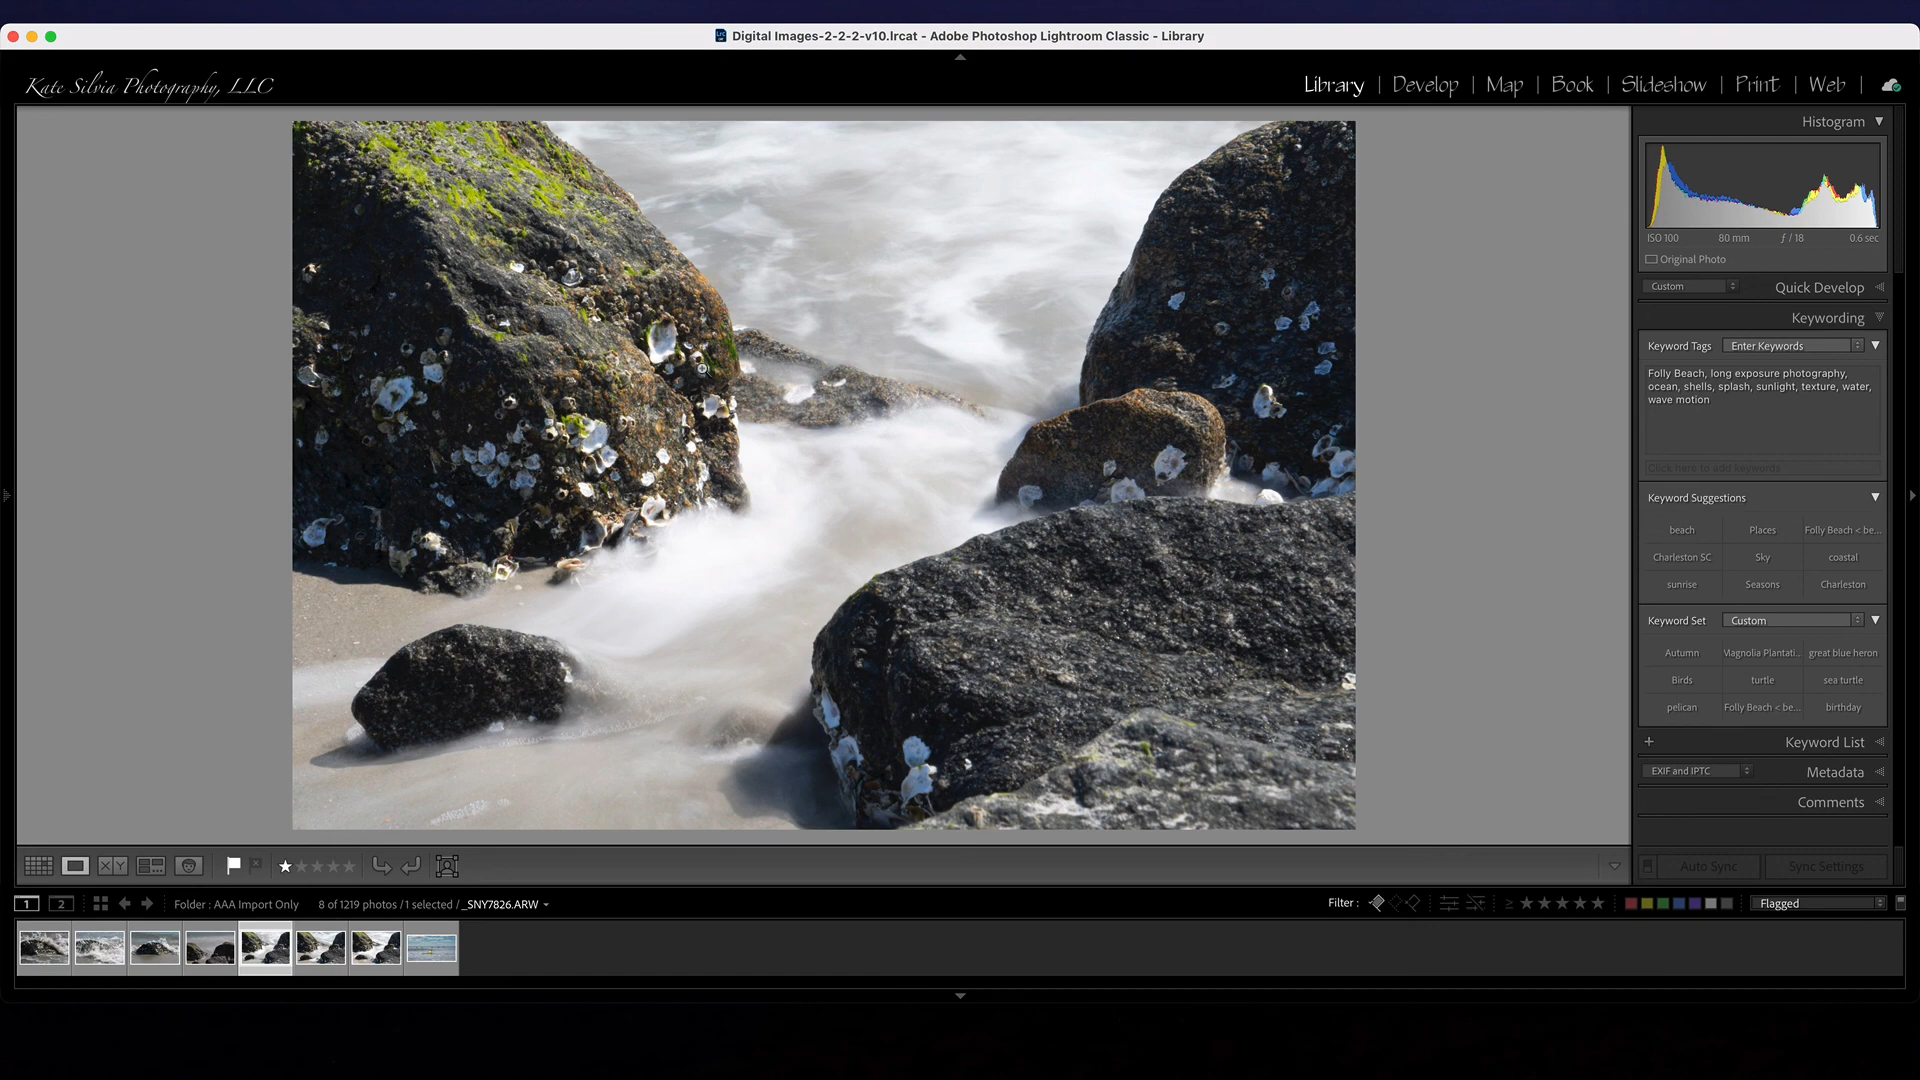 Digital Images-2-2-2-v10.lrcat - Adobe Photoshop Lightroom Classic - Library
Kate Silvia Photography, LLC
Library | Develop | Map | Book | Slideshow | Print | Web |
Histogram
ISO 100 80 mm ƒ / 18 0.6 sec
Original Photo
Custom Quick Develop
Keywording
Keyword Tags Enter Keywords
Folly Beach, long exposure photography,
ocean, shells, splash, sunlight, texture, water,
wave motion
Click here to add keywords
Keyword Suggestions
beach Places Folly Beach < be...
Charleston SC Sky coastal
sunrise Seasons Charleston
Keyword Set Custom
Autumn Magnolia Plantati... great blue heron
Birds turtle sea turtle
pelican Folly Beach < be... birthday
+ Keyword List
EXIF and IPTC Metadata
Comments
X Y Auto Sync Sync Settings
1 2 Folder : AAA Import Only 8 of 1219 photos / 1 selected / _SNY7826.ARW Filter : ≥ Flagged